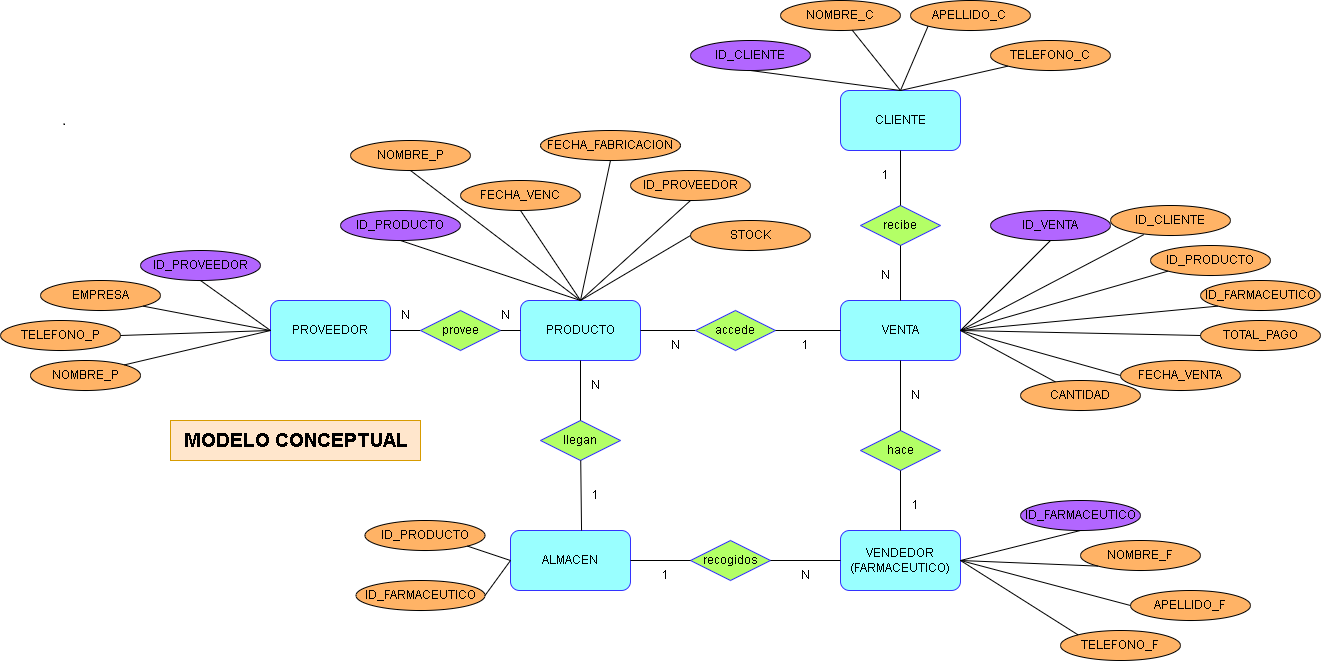 NOMBRE_C
APELLIDO_C
ID_CLIENTE
TELEFONO_C
CLIENTE
1
recibe
N
NOMBRE_P
FECHA_FABRICACION
FECHA_VENC
ID_PROVEEDOR
ID_PRODUCTO
STOCK
ID_VENTA
ID_CLIENTE
ID_PRODUCTO
ID_FARMACEUTICO
TOTAL_PAGO
FECHA_VENTA
CANTIDAD
ID_PROVEEDOR
EMPRESA
TELEFONO_P
NOMBRE_P
PROVEEDOR
N
provee
N
PRODUCTO
N
accede
1
VENTA
N
llegan
1
N
hace
1
MODELO CONCEPTUAL
ID_PRODUCTO
ID_FARMACEUTICO
ALMACEN
1
recogidos
N
VENDEDOR
(FARMACEUTICO)
ID_FARMACEUTICO
NOMBRE_F
APELLIDO_F
TELEFONO_F